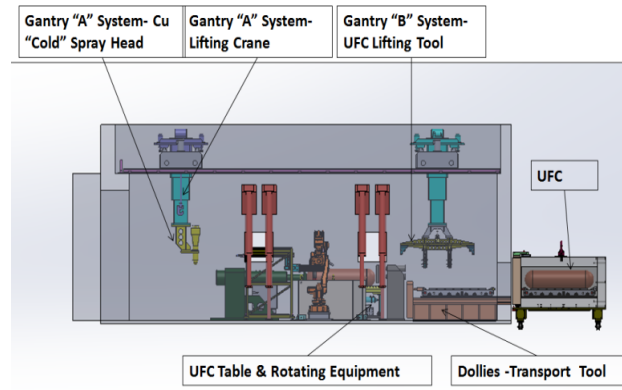 Gantry “A” System- Cu
“Cold” Spray Head
Gantry “A” System-
Lifting Crane
Gantry “B” System-
UFC Lifting Tool
UFC
UFC Table & Rotating Equipment
Dollies -Transport Tool